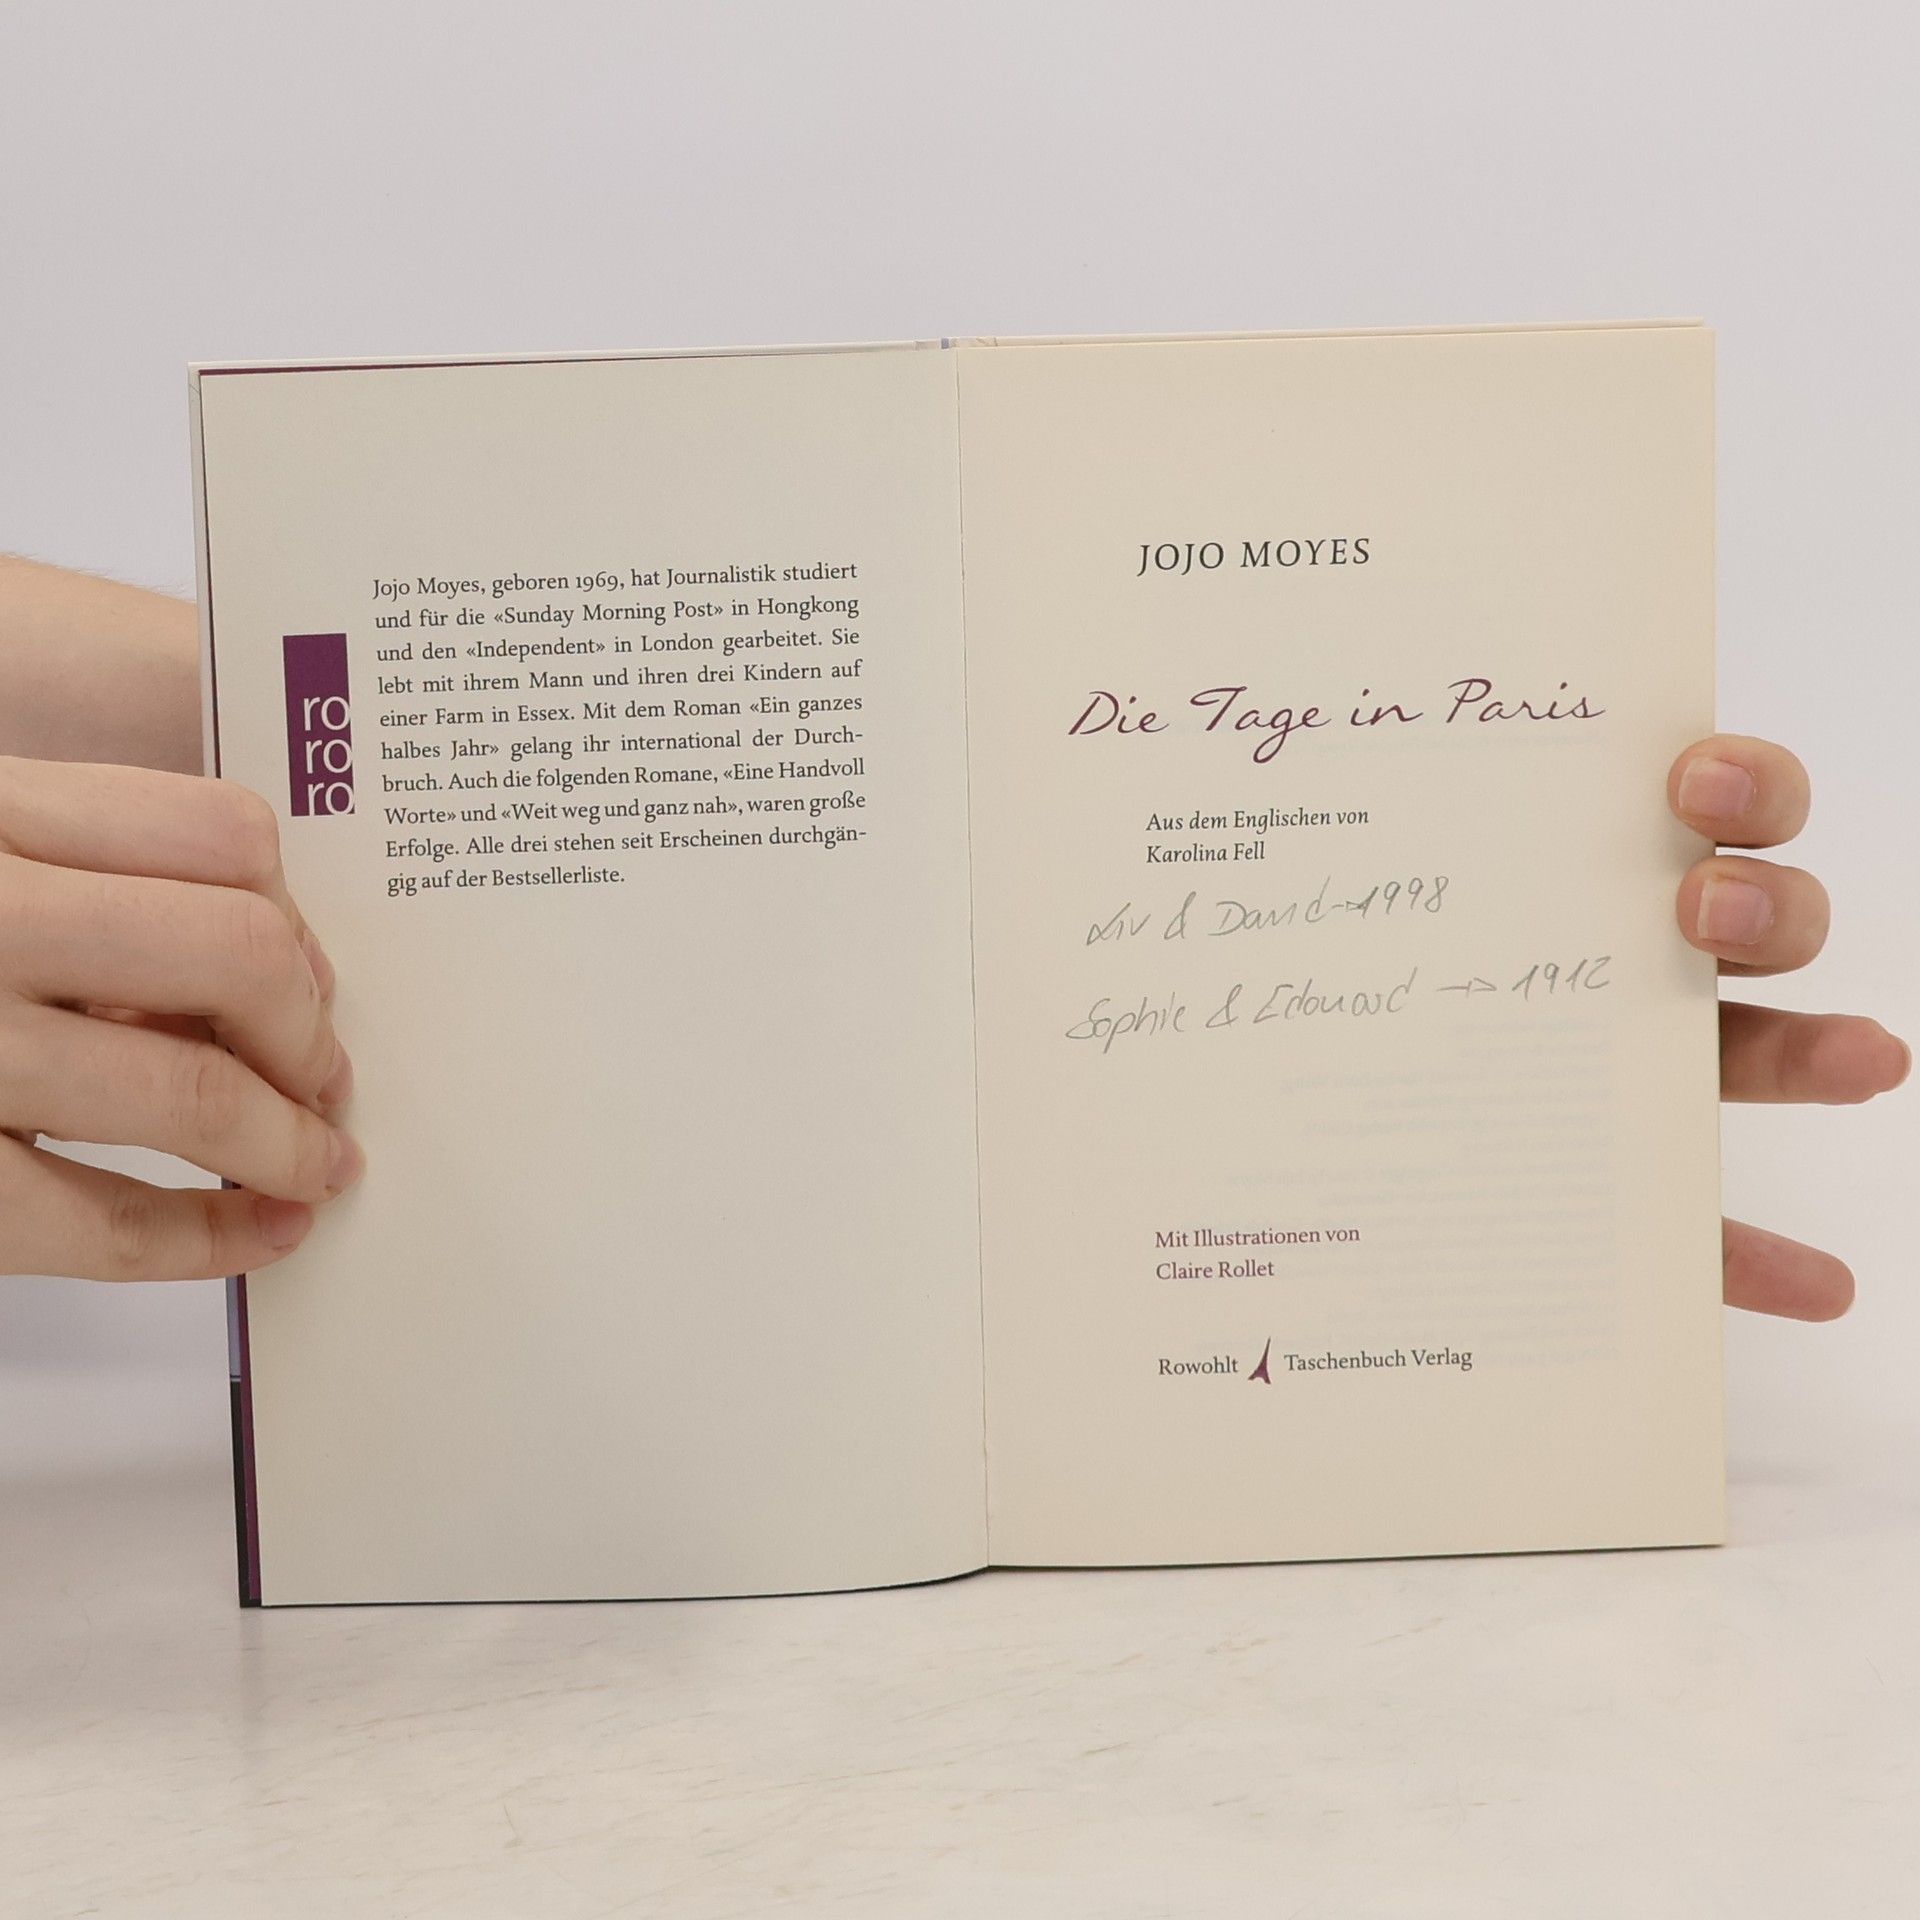 ro
ro
ro
Jojo Moyes, geboren 1969, hat Journalistik studiert
und für die «Sunday Morning Post» in Hongkong
und den «Independent» in London gearbeitet. Sie
lebt mit ihrem Mann und ihren drei Kindern auf
einer Farm in Essex. Mit dem Roman «Ein ganzes
halbes Jahr» gelang ihr international der Durch-
bruch. Auch die folgenden Romane, «Eine Handvoll
Worte» und «Weit weg und ganz nah», waren große
Erfolge. Alle drei stehen seit Erscheinen durchgän-
gig auf der Bestsellerliste.
JOJO MOYES
Die Tage in Paris
Aus dem Englischen von
Karolina Fell
Liv & David → 1998
Sophie & Edouard → 1912
Mit Illustrationen von
Claire Rollet
Rowohlt Taschenbuch Verlag